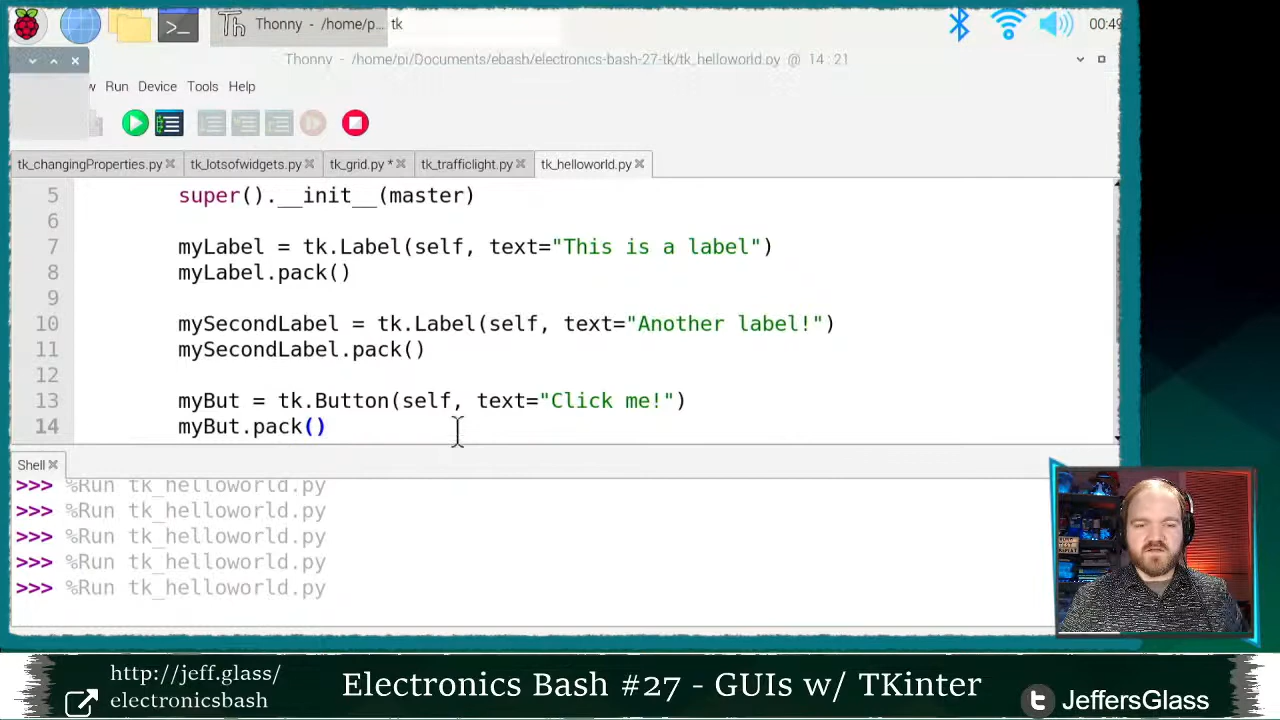 Thonny - /home/p... tk
00:49
Thonny - /home/pi/Documents/ebash/electronics-bash-27-tk/tk_helloworld.py @ 14 : 21
w Run Device Tools Help
tk_changingProperties.py tk_lotsofwidgets.py tk_grid.py * tk_trafficlight.py tk_helloworld.py
5 super().__init__(master)
6
7 myLabel = tk.Label(self, text="This is a label")
8 myLabel.pack()
9
10 mySecondLabel = tk.Label(self, text="Another label!")
11 mySecondLabel.pack()
12
13 myBut = tk.Button(self, text="Click me!")
14 myBut.pack()
Shell
>>> %Run tk_helloworld.py
>>> %Run tk_helloworld.py
>>> %Run tk_helloworld.py
>>> %Run tk_helloworld.py
>>> %Run tk_helloworld.py
http://jeff.glass/
electronicsbash
Electronics Bash #27 - GUIs w/ TKinter
JeffersGlass